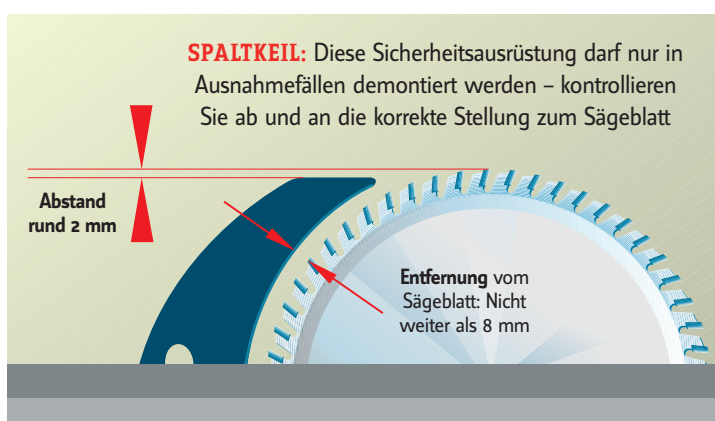 SPALTKEIL: Diese Sicherheitsausrüstung darf nur in
Ausnahmefällen demontiert werden – kontrollieren
Sie ab und an die korrekte Stellung zum Sägeblatt
Abstand
rund 2 mm
Entfernung vom
Sägeblatt: Nicht
weiter als 8 mm